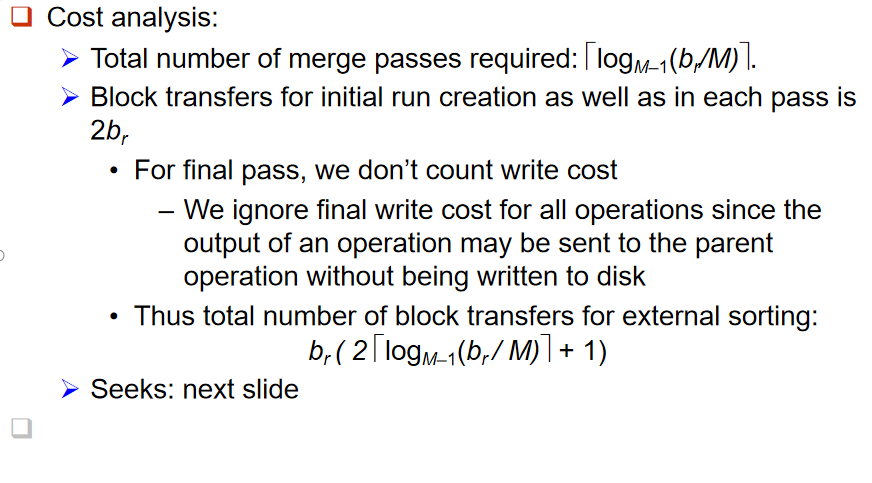 Cost analysis:
Total number of merge passes required: ⌈log_{M–1}(b_r/M)⌉.
Block transfers for initial run creation as well as in each pass is
2b_r
• For final pass, we don’t count write cost
– We ignore final write cost for all operations since the
output of an operation may be sent to the parent
operation without being written to disk
• Thus total number of block transfers for external sorting:
b_r ( 2 ⌈log_{M–1}(b_r / M)⌉ + 1)
Seeks: next slide